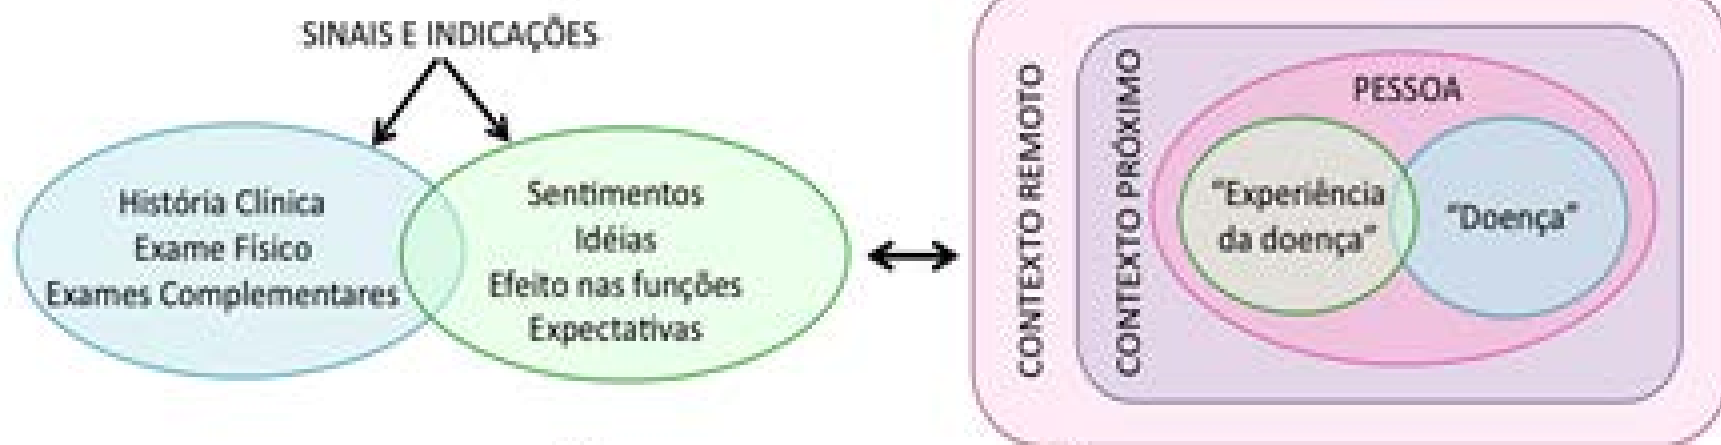 SINAIS E INDICAÇÕES
História Clínica
Exame Físico
Exames Complementares
Sentimentos
Idéias
Efeito nas funções
Expectativas
CONTEXTO REMOTO
CONTEXTO PRÓXIMO
PESSOA
“Experiência
da doença”
“Doença”